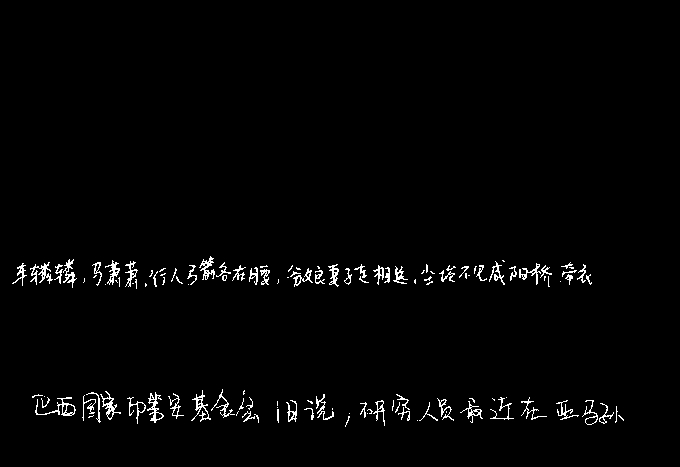 车辚辚，马萧萧，行人弓箭各在腰，爷娘妻子走相送，尘埃不见咸阳桥 牵衣
巴西国家印第安基金会 旧说，研究人员最近在亚马孙